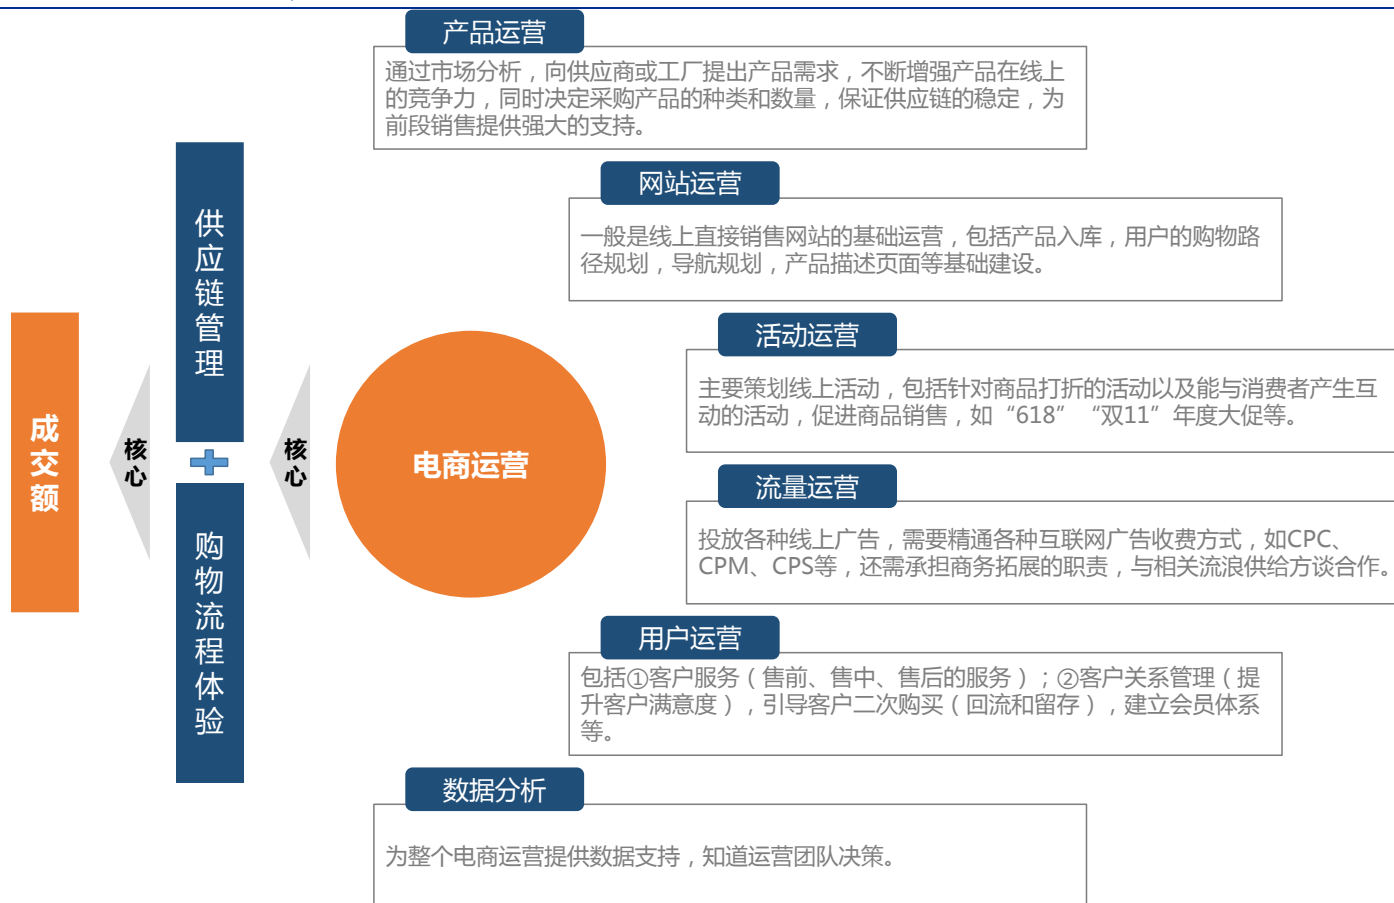 产品运营
通过市场分析，向供应商或工厂提出产品需求，不断增强产品在线上
的竞争力，同时决定采购产品的种类和数量，保证供应链的稳定，为
前段销售提供强大的支持。
网站运营
一般是线上直接销售网站的基础运营，包括产品入库，用户的购物路
径规划，导航规划，产品描述页面等基础建设。
活动运营
主要策划线上活动，包括针对商品打折的活动以及能与消费者产生互
动的活动，促进商品销售，如“618”“双11”年度大促等。
流量运营
投放各种线上广告，需要精通各种互联网广告收费方式，如CPC、
CPM、CPS等，还需承担商务拓展的职责，与相关流浪供给方谈合作。
用户运营
包括①客户服务（售前、售中、售后的服务）；②客户关系管理（提
升客户满意度），引导客户二次购买（回流和留存），建立会员体系
等。
数据分析
为整个电商运营提供数据支持，知道运营团队决策。
电商运营
核心
供应链管理
购物流程体验
核心
成交额